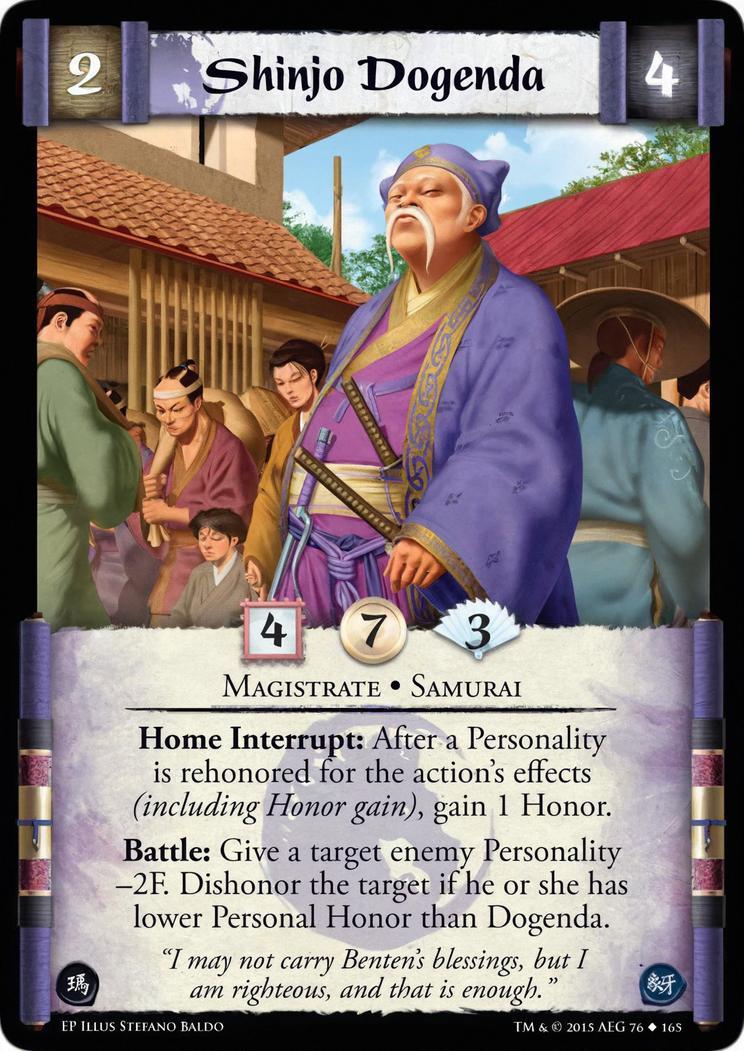 2
Shinjo Dogenda
4
4
7
3
Magistrate • Samurai
Home Interrupt: After a Personality
is rehonored for the action's effects
(including Honor gain), gain 1 Honor.
Battle: Give a target enemy Personality
–2F. Dishonor the target if he or she has
lower Personal Honor than Dogenda.
"I may not carry Benten's blessings, but I
am righteous, and that is enough."
EP Illus Stefano Baldo
TM & © 2015 AEG 76 ◆ 165